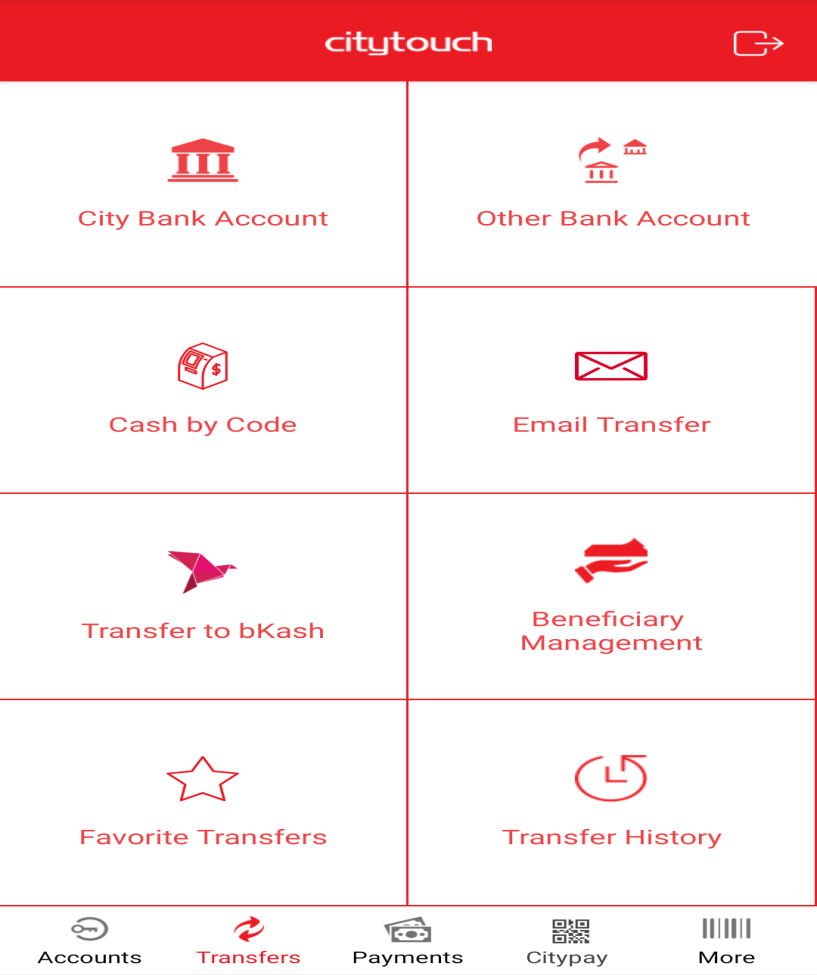 citytouch
City Bank Account
Other Bank Account
$
Cash by Code
Email Transfer
Transfer to bKash
Beneficiary
Management
Favorite Transfers
Transfer History
Accounts
Transfers
Payments
Citypay
More